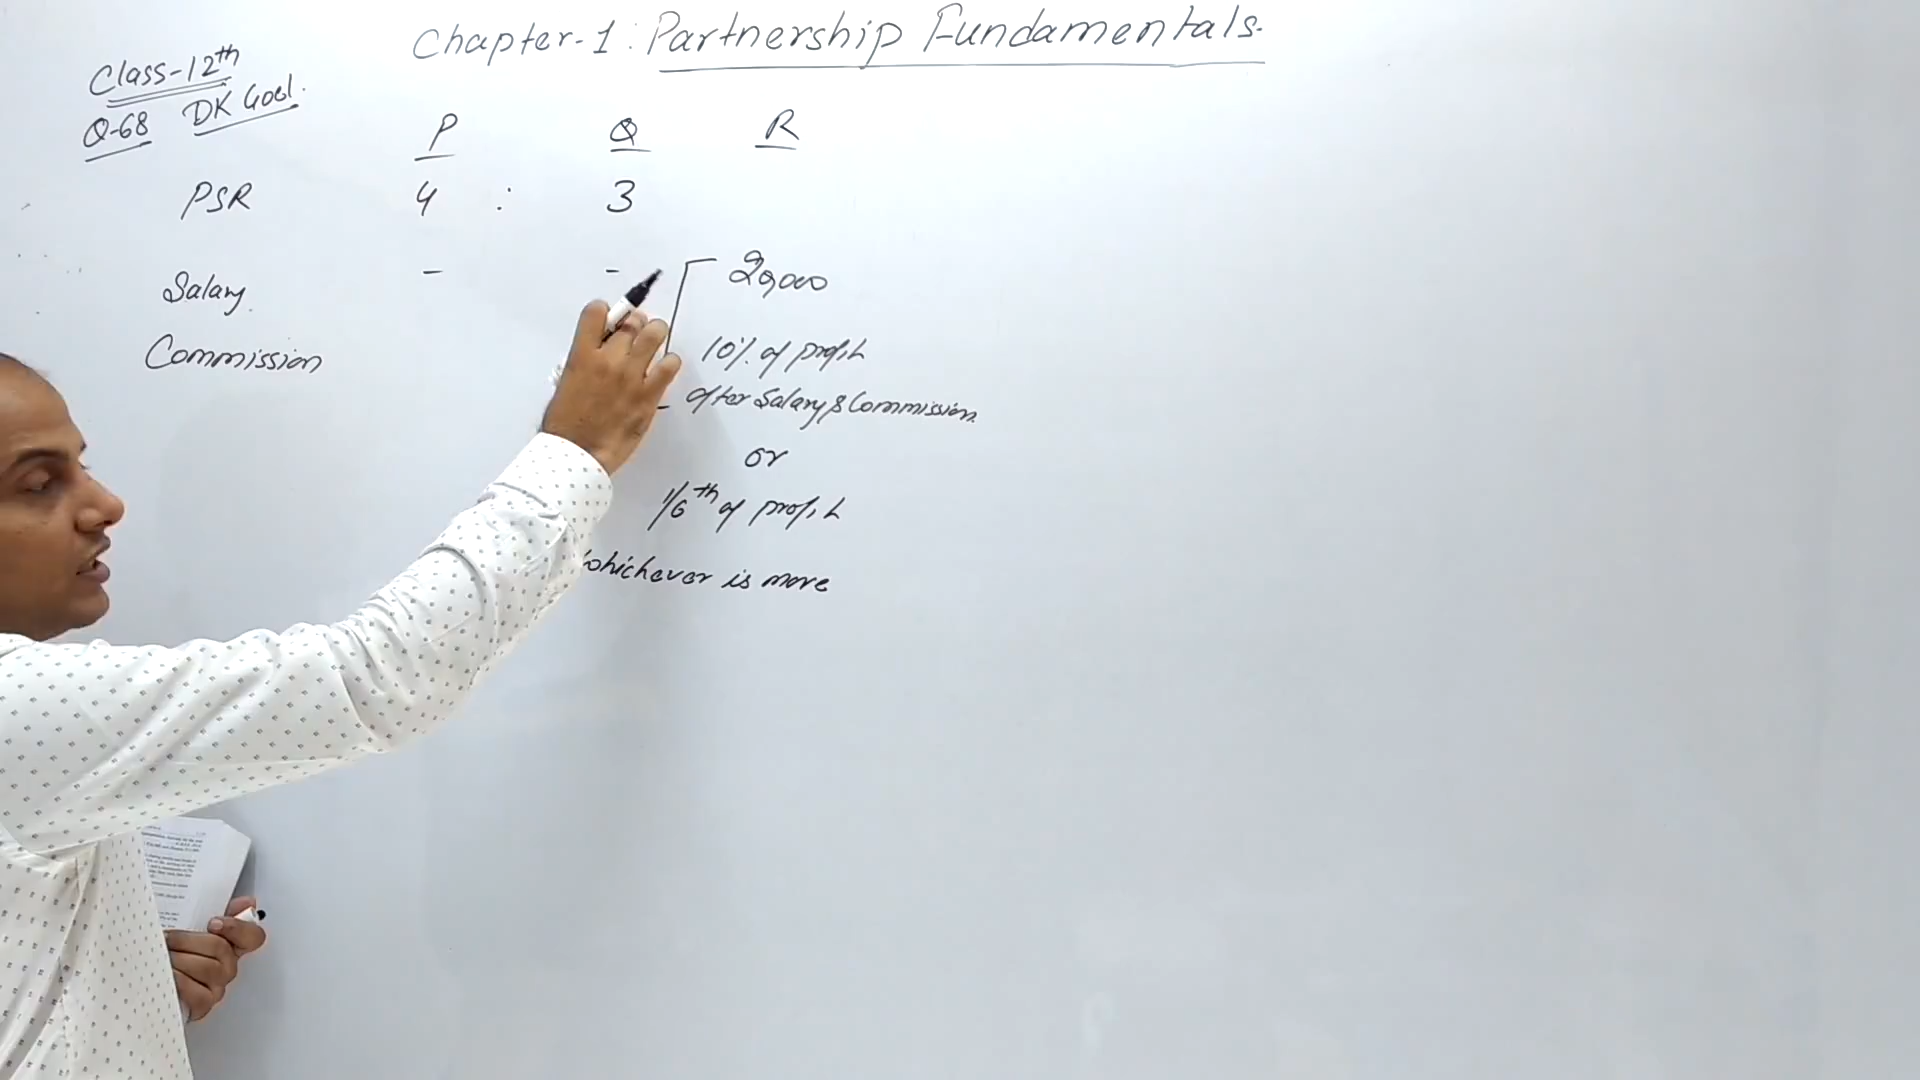 Chapter-1: Partnership Fundamentals.
Class-12th
Q-68 DK Goel.
P Q R
PSR 4 : 3
Salary - - 20,000
Commission 10% of profit
after Salary & Commission
or
1/6th of profit
whichever is more